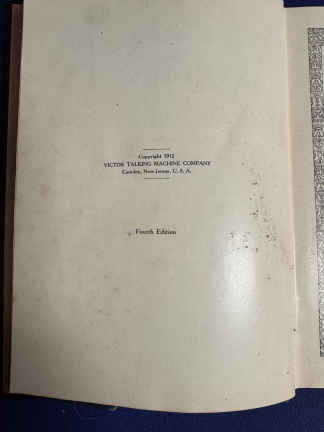 Copyright 1912
VICTOR TALKING MACHINE COMPANY
Camden, New Jersey, U. S. A.
Fourth Edition